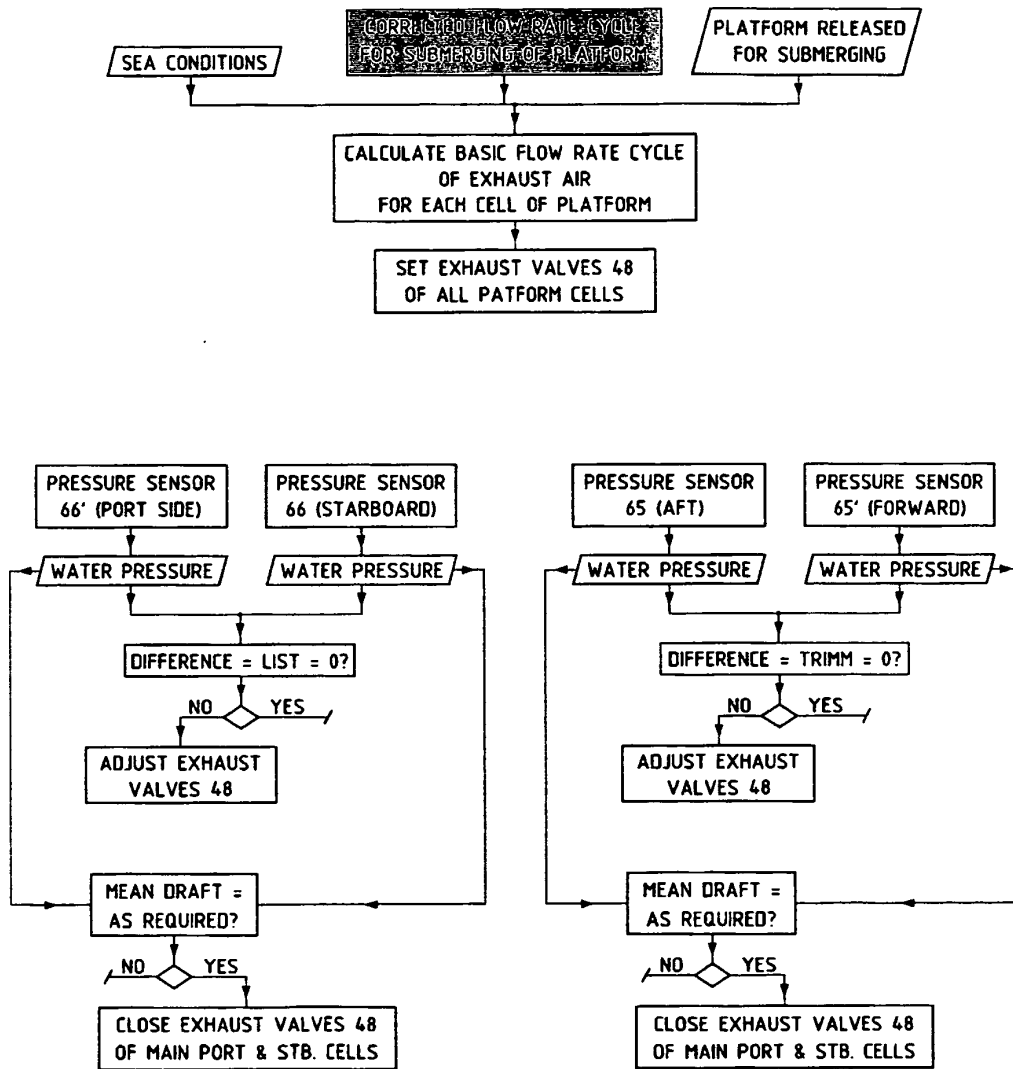 CORRECTED FLOW RATE CYCLE
FOR SUBMERGING OF PLATFORM
SEA CONDITIONS
PLATFORM RELEASED
FOR SUBMERGING
CALCULATE BASIC FLOW RATE CYCLE
OF EXHAUST AIR
FOR EACH CELL OF PLATFORM
SET EXHAUST VALVES 48
OF ALL PATFORM CELLS
PRESSURE SENSOR
66' (PORT SIDE)
PRESSURE SENSOR
66 (STARBOARD)
PRESSURE SENSOR
65 (AFT)
PRESSURE SENSOR
65' (FORWARD)
WATER PRESSURE
WATER PRESSURE
WATER PRESSURE
WATER PRESSURE
DIFFERENCE = LIST = 0?
DIFFERENCE = TRIMM = 0?
NO
YES
NO
YES
ADJUST EXHAUST
VALVES 48
ADJUST EXHAUST
VALVES 48
MEAN DRAFT =
AS REQUIRED?
MEAN DRAFT =
AS REQUIRED?
NO
YES
NO
YES
CLOSE EXHAUST VALVES 48
OF MAIN PORT & STB. CELLS
CLOSE EXHAUST VALVES 48
OF MAIN PORT & STB. CELLS